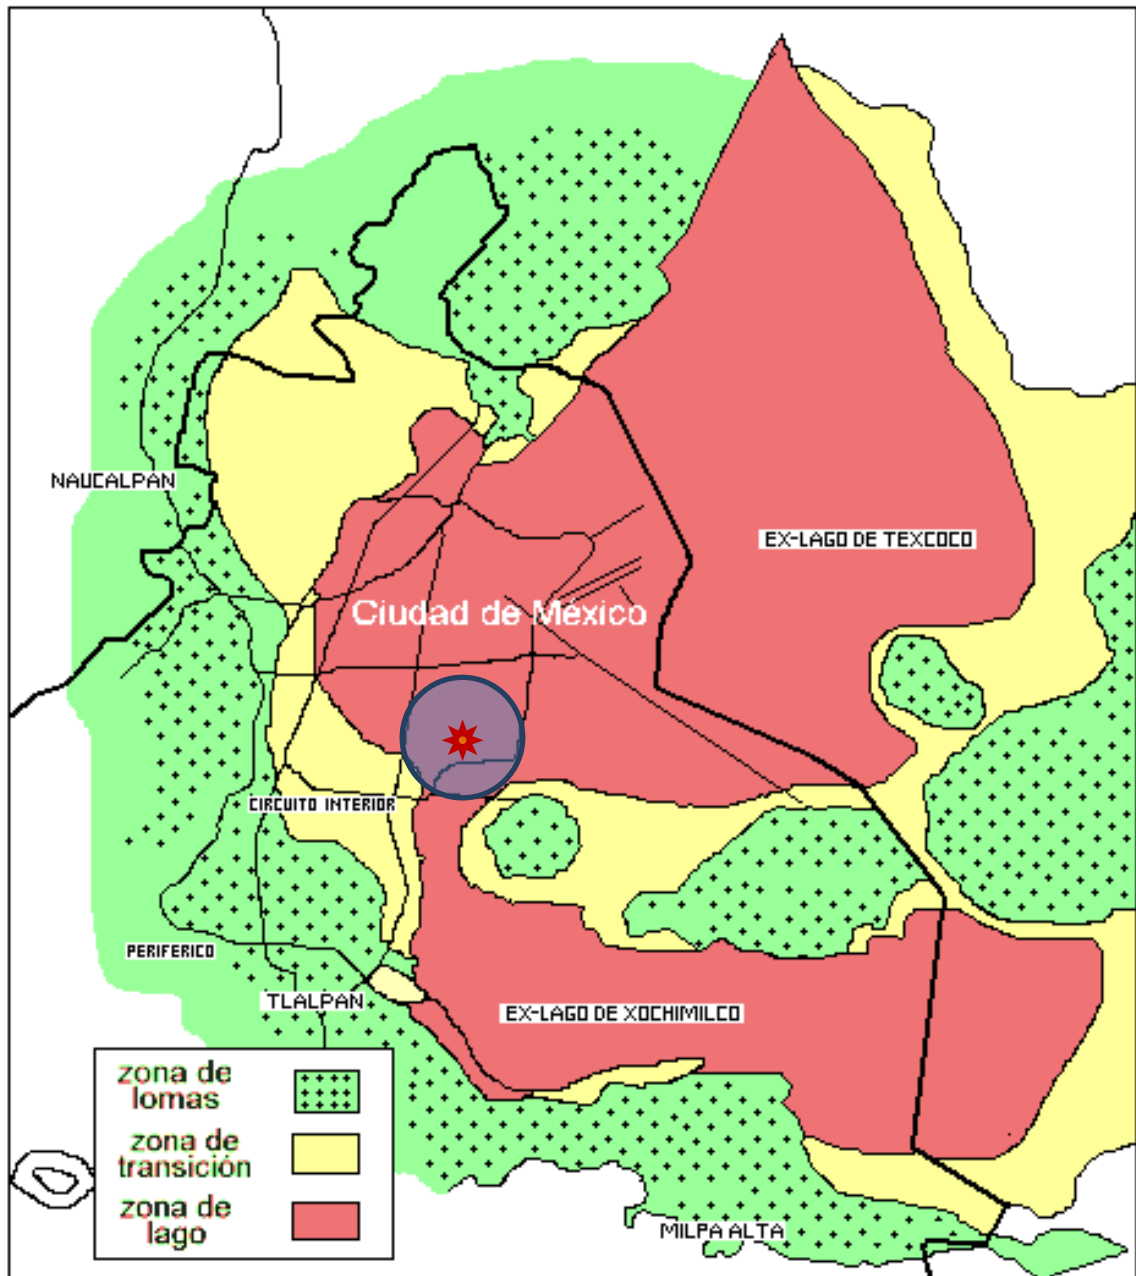 NAUCALPAN
EX-LAGO DE TEXCOCO
Ciudad de México
CIRCUITO INTERIOR
PERIFERICO
TLALPAN
EX-LAGO DE XOCHIMILCO
zona de
lomas
zona de
transición
zona de
lago
MILPA ALTA